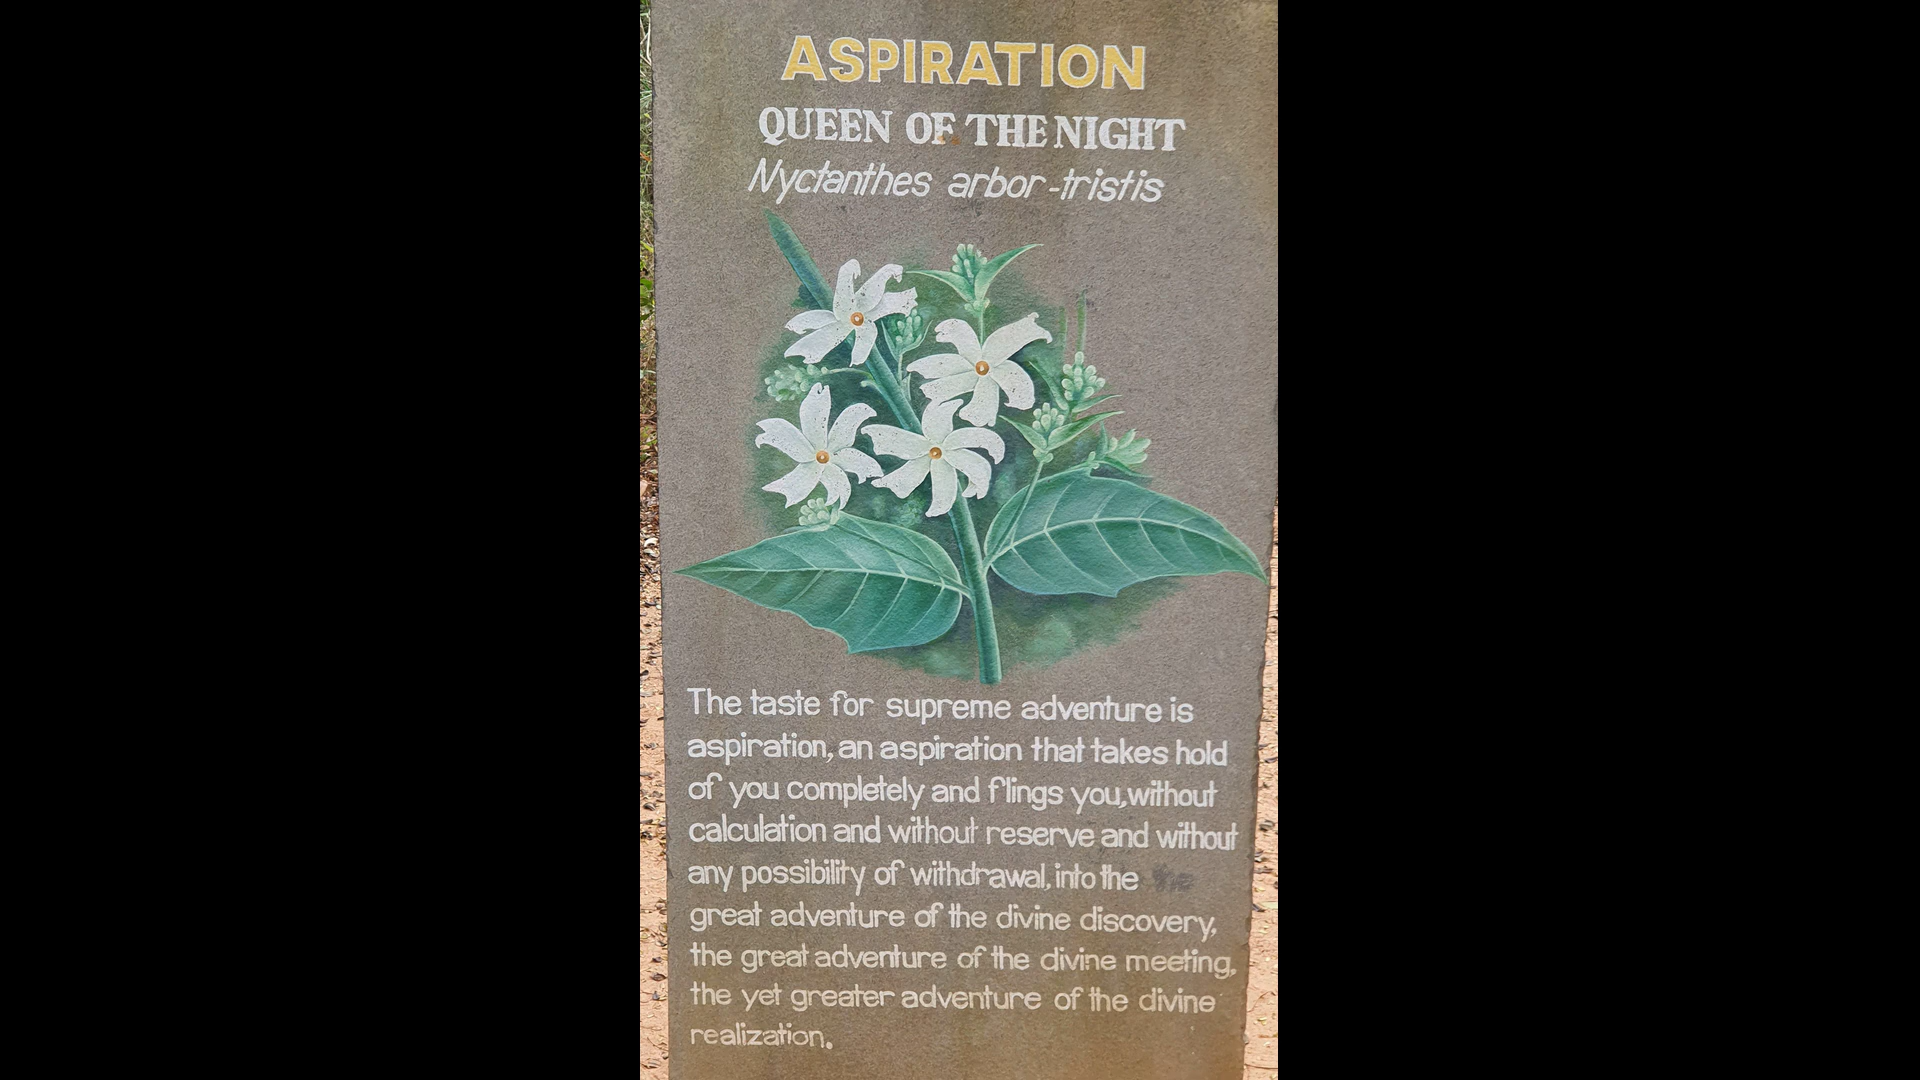 ASPIRATION
QUEEN OF THE NIGHT
Nyctanthes arbor-tristis
The taste for supreme adventure is
aspiration, an aspiration that takes hold
of you completely and flings you, without
calculation and without reserve and without
any possibility of withdrawal, into the
great adventure of the divine discovery,
the great adventure of the divine meeting,
the yet greater adventure of the divine
realization.